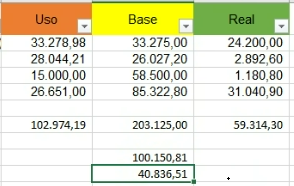 Uso Base Real
33.278,98 33.275,00 24.200,00
28.044,21 26.027,20 2.892,60
15.000,00 58.500,00 1.180,80
26.651,00 85.322,80 31.040,90
102.974,19 203.125,00 59.314,30
100.150,81
40.836,51